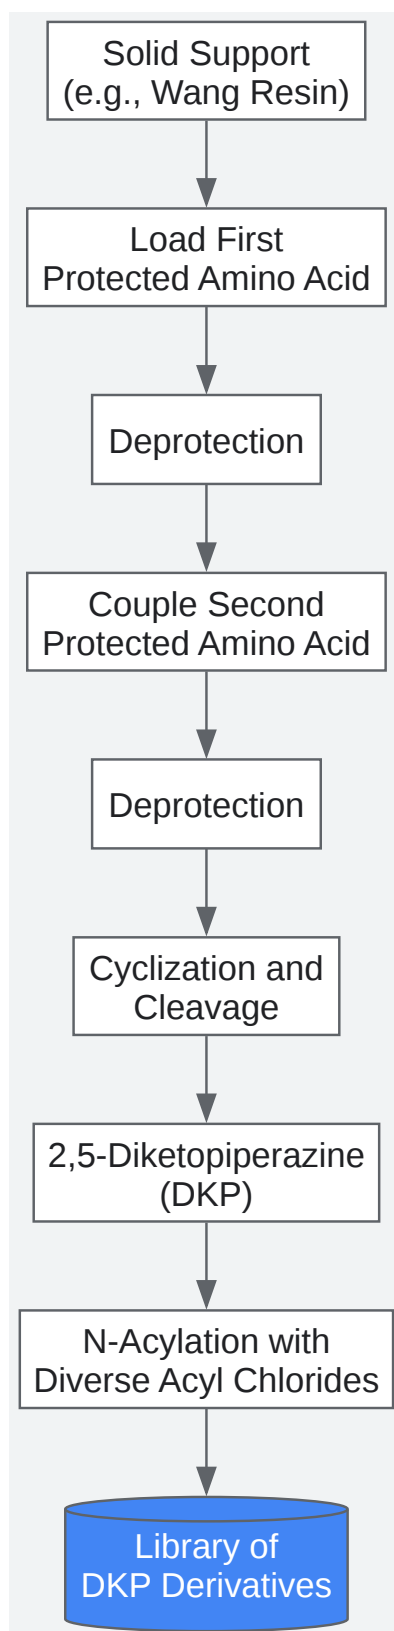 Solid Support
(e.g., Wang Resin)
Load First
Protected Amino Acid
Deprotection
Couple Second
Protected Amino Acid
Deprotection
Cyclization and
Cleavage
2,5-Diketopiperazine
(DKP)
N-Acylation with
Diverse Acyl Chlorides
Library of
DKP Derivatives